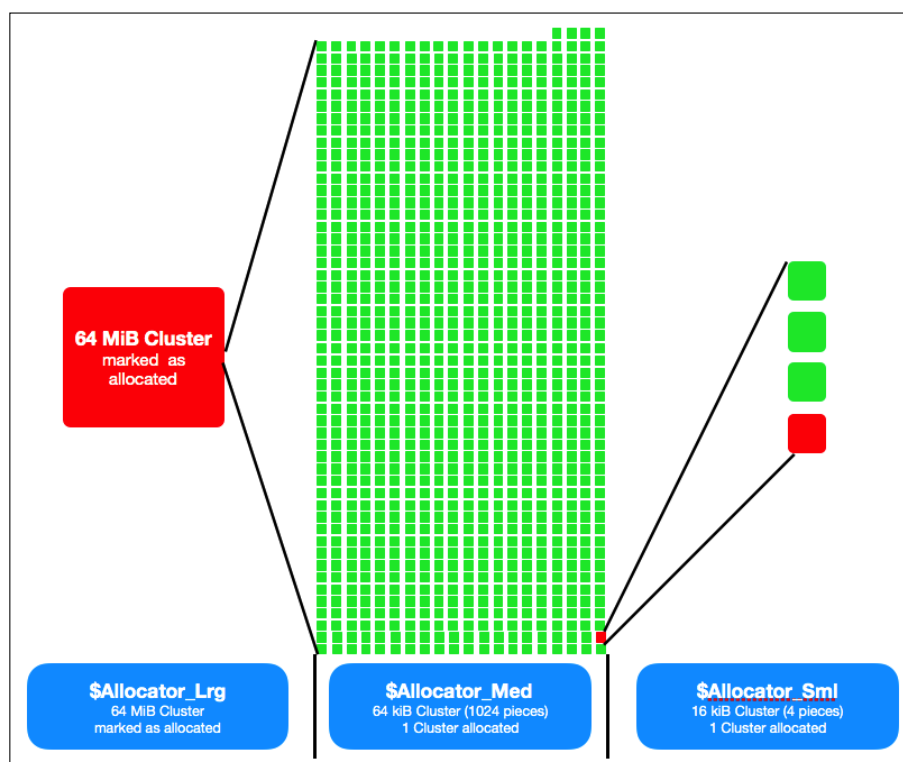 64 MiB Cluster
marked as
allocated
$Allocator_Lrg
64 MiB Cluster
marked as allocated
$Allocator_Med
64 kiB Cluster (1024 pieces)
1 Cluster allocated
$Allocator_Sml
16 kiB Cluster (4 pieces)
1 Cluster allocated